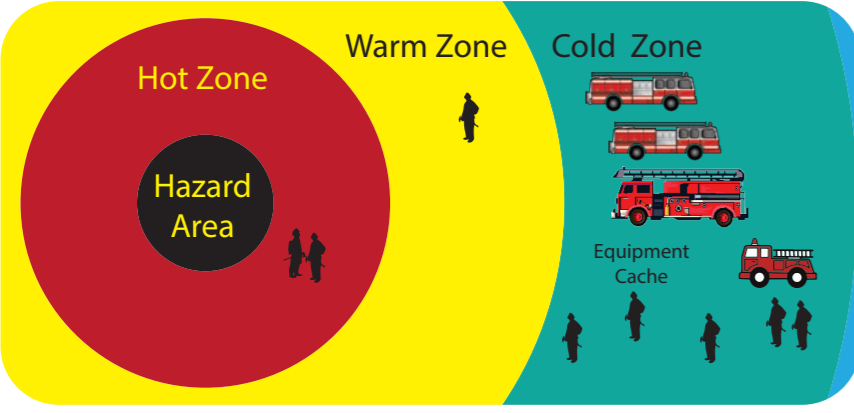 Warm Zone
Cold Zone
Hot Zone
Hazard
Area
Equipment
Cache